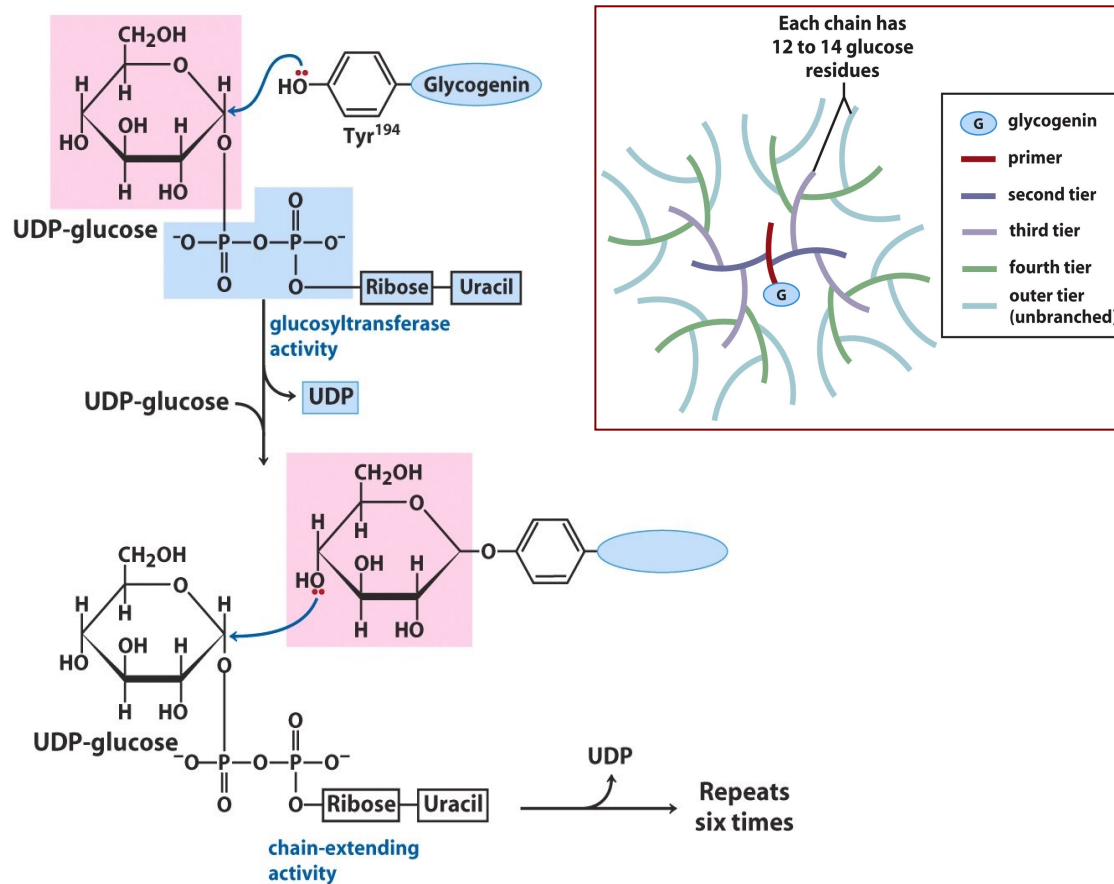 CH2OH
O
H
H
H
OH
H
HO
O
H
HO
HO
Glycogenin
Tyr194
UDP-glucose
O
−O—P—O—P—O−
O
O
Ribose
Uracil
glucosyltransferase
activity
UDP-glucose
UDP
CH2OH
O
H
H
O
OH
H
HO
H
HO
CH2OH
O
H
H
H
OH
H
HO
O
H
HO
UDP-glucose
O
−O—P—O—P—O−
O
O
Ribose
Uracil
UDP
Repeats
six times
chain-extending
activity
Each chain has
12 to 14 glucose
residues
G
G
glycogenin
primer
second tier
third tier
fourth tier
outer tier
(unbranched)